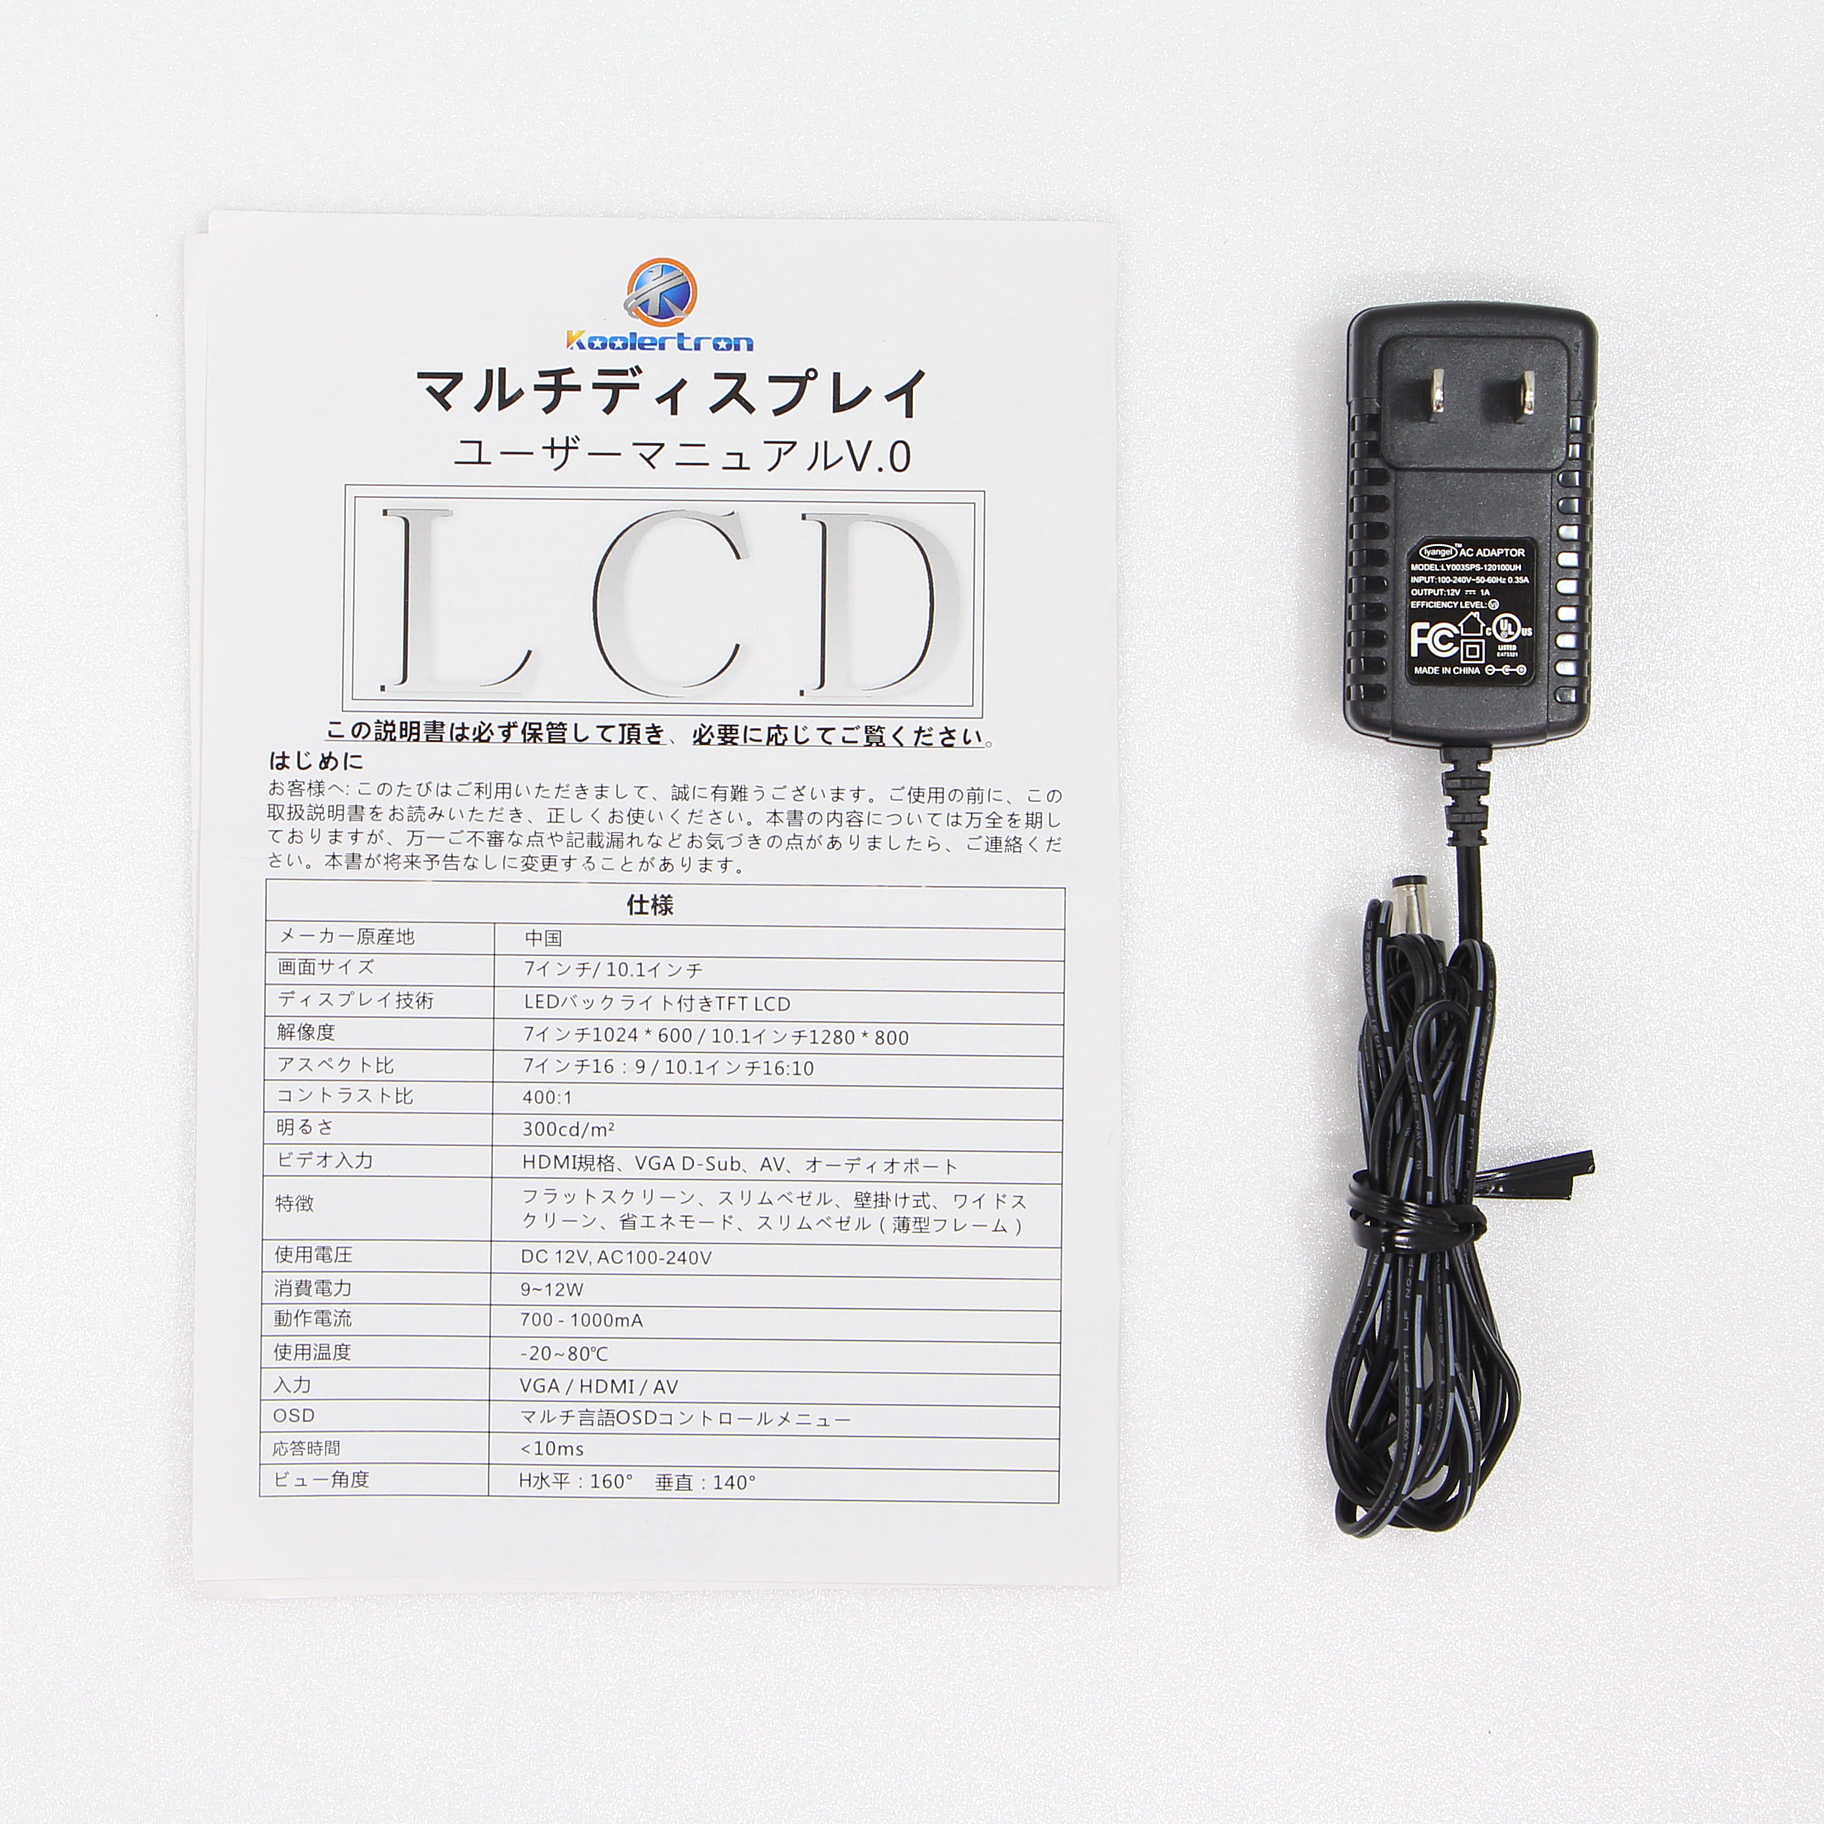 Koolertron
マルチディスプレイ
ユーザーマニュアルV.0
LCD
この説明書は必ず保管して頂き、必要に応じてご覧ください。
はじめに
お客様へ: このたびはご利用いただきまして、誠に有難うございます。ご使用の前に、この
取扱説明書をお読みいただき、正しくお使いください。本書の内容については万全を期し
ておりますが、万一ご不審な点や記載漏れなどお気づきの点がありましたら、ご連絡くだ
さい。本書が将来予告なしに変更することがあります。
仕様
メーカー原産地 中国
画面サイズ 7インチ/ 10.1インチ
ディスプレイ技術 LEDバックライト付きTFT LCD
解像度 7インチ1024 * 600 / 10.1インチ1280 * 800
アスペクト比 7インチ16：9 / 10.1インチ16:10
コントラスト比 400:1
明るさ 300cd/m²
ビデオ入力 HDMI規格、VGA D-Sub、AV、オーディオポート
特徴 フラットスクリーン、スリムベゼル、壁掛け式、ワイドス
クリーン、省エネモード、スリムベゼル ( 薄型フレーム )
使用電圧 DC 12V, AC100-240V
消費電力 9~12W
動作電流 700 - 1000mA
使用温度 -20~80℃
入力 VGA / HDMI / AV
OSD マルチ言語OSDコントロールメニュー
応答時間 <10ms
ビュー角度 H水平：160° 垂直：140°
lyangel™ AC ADAPTOR
MODEL:LY003SPS-120100UH
INPUT:100-240V~50-60Hz 0.35A
OUTPUT:12V ⎓ 1A
EFFICIENCY LEVEL:VI
FC C UL US
LISTED
E473321
MADE IN CHINA